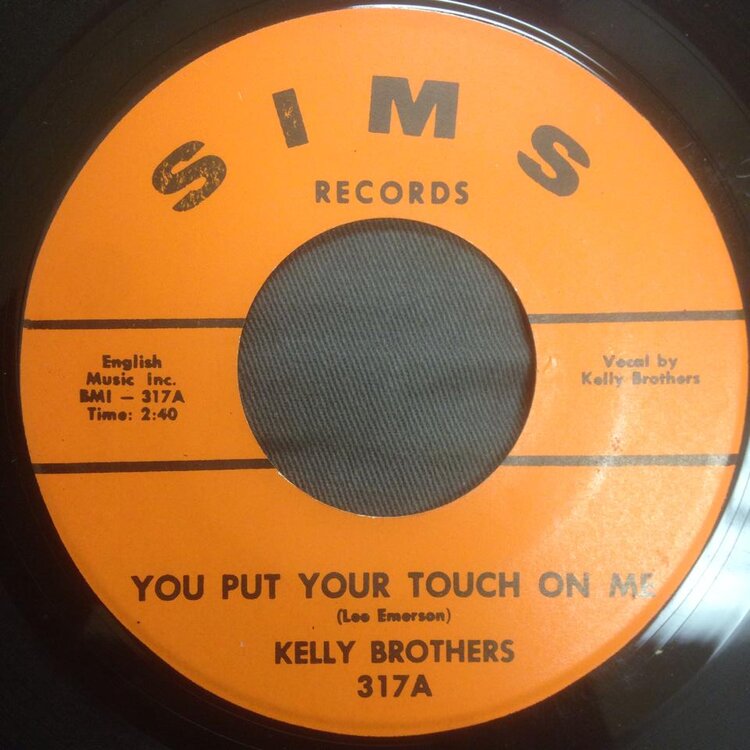 SIMS
RECORDS
English
Music Inc.
BMI — 317A
Time: 2:40
Vocal by
Kelly Brothers
YOU PUT YOUR TOUCH ON ME
(Lee Emerson)
KELLY BROTHERS
317A